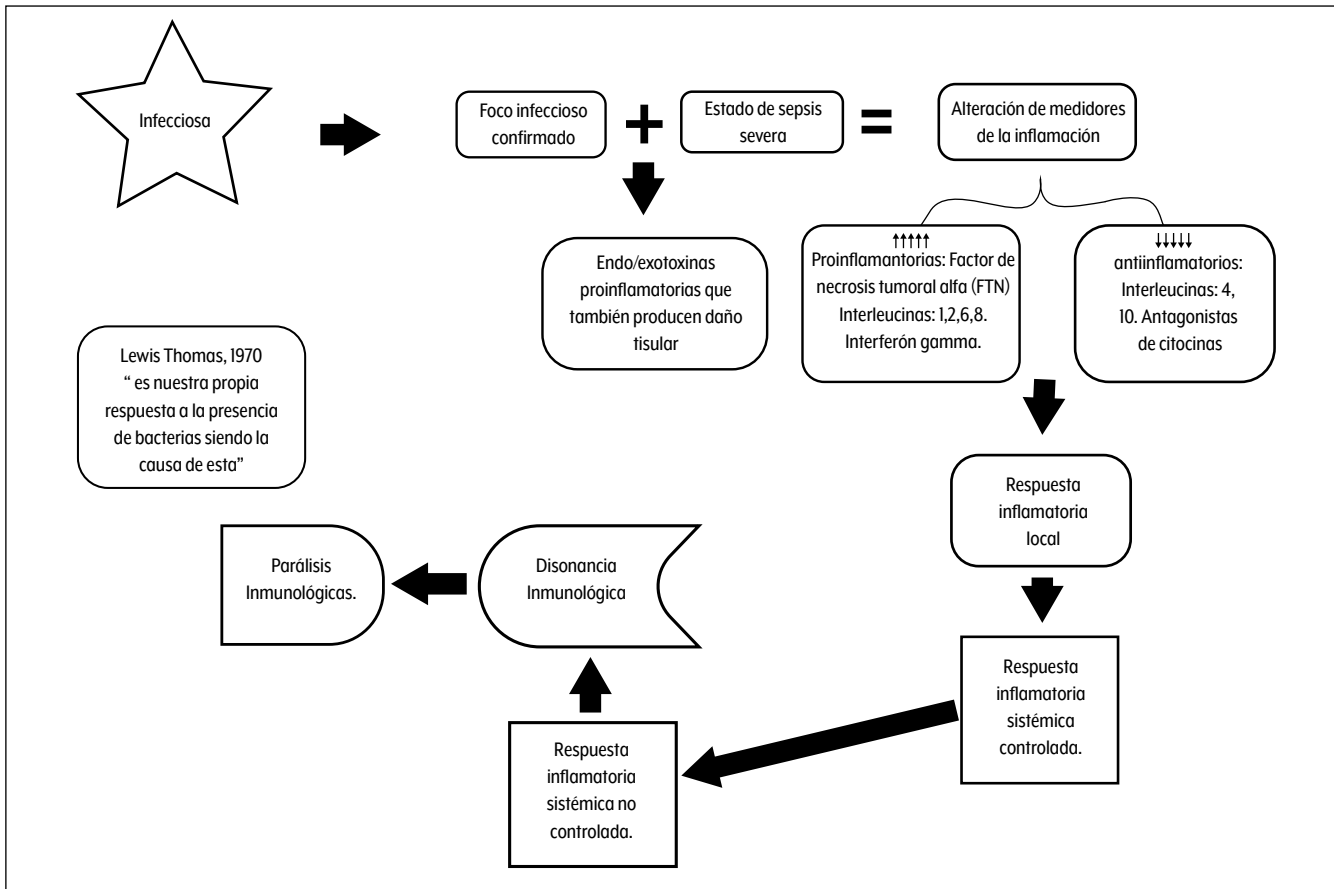 Infecciosa
Foco infeccioso
confirmado
+
Estado de sepsis
severa
=
Alteración de medidores
de la inflamación
Endo/exotoxinas
proinflamatorias que
también producen daño
tisular
↑↑↑↑↑
Proinflamantorias: Factor de
necrosis tumoral alfa (FTN)
Interleucinas: 1,2,6,8.
Interferón gamma.
↓↓↓↓↓
antiinflamatorios:
Interleucinas: 4,
10. Antagonistas
de citocinas
Lewis Thomas, 1970
“ es nuestra propia
respuesta a la presencia
de bacterias siendo la
causa de esta”
Respuesta
inflamatoria
local
Respuesta
inflamatoria
sistémica
controlada.
Respuesta
inflamatoria
sistémica no
controlada.
Disonancia
Inmunológica
Parálisis
Inmunológicas.